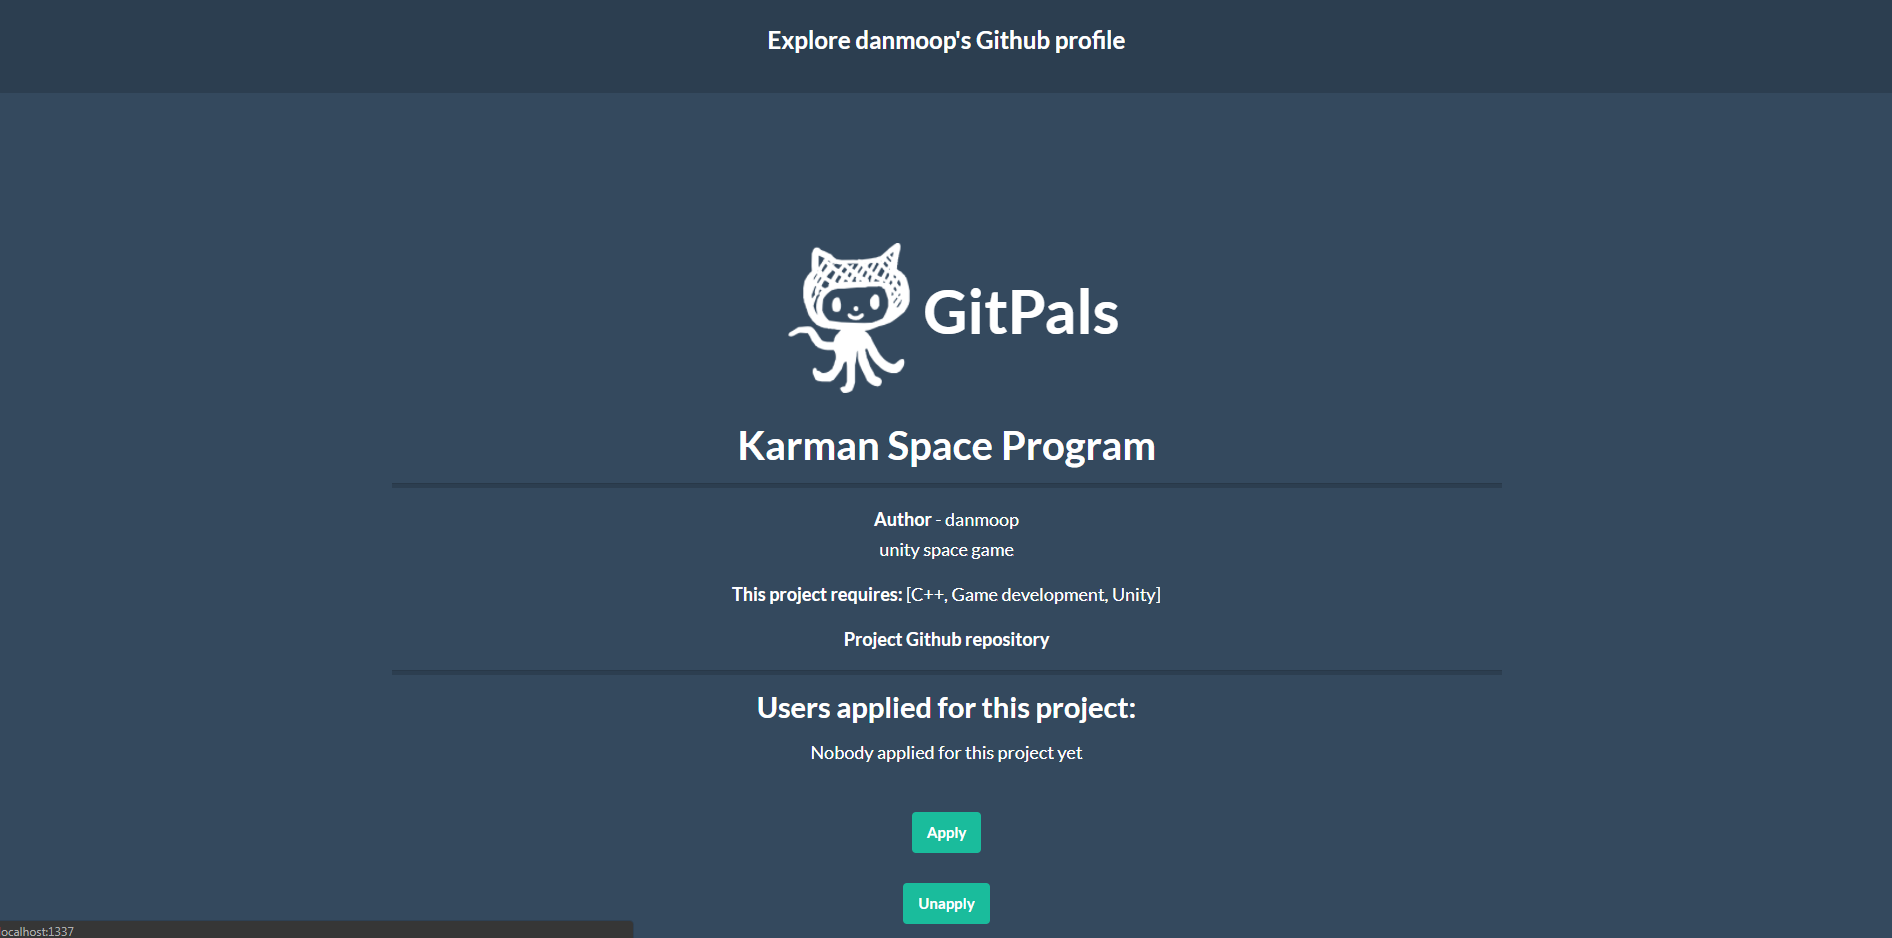 Explore danmoop's Github profile
GitPals
Karman Space Program
Author - danmoop
unity space game
This project requires: [C++, Game development, Unity]
Project Github repository
Users applied for this project:
Nobody applied for this project yet
Apply
Unapply
ocalhost:1337